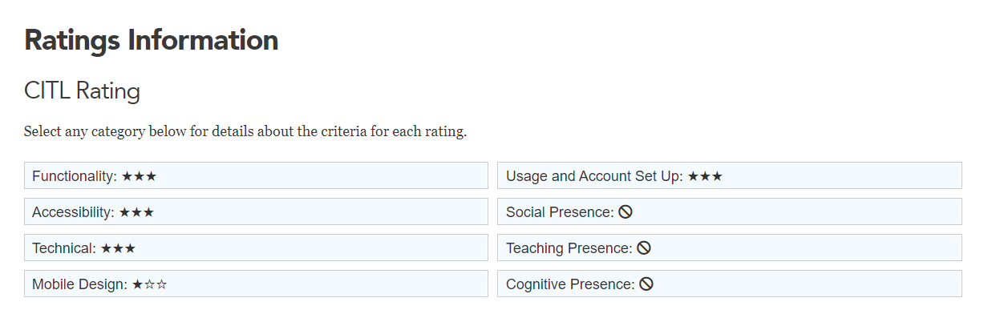 Ratings Information
CITL Rating
Select any category below for details about the criteria for each rating.
Functionality: ★★★
Usage and Account Set Up: ★★★
Accessibility: ★★★
Social Presence: 🛇
Technical: ★★★
Teaching Presence: 🛇
Mobile Design: ★☆☆
Cognitive Presence: 🛇